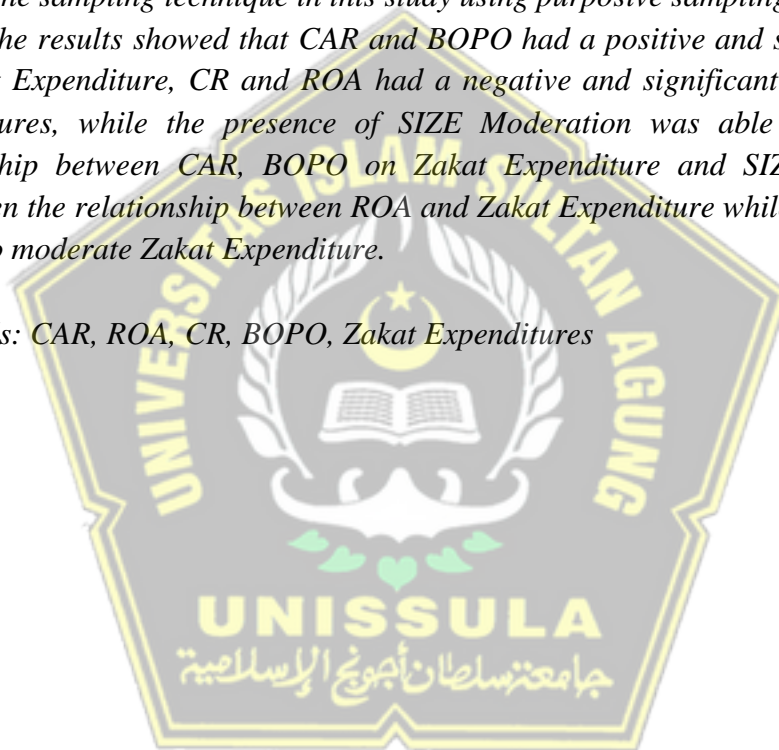 he sampling technique in this study using purposive sampling
he results showed that CAR and BOPO had a positive and s
Expenditure, CR and ROA had a negative and significant
ures, while the presence of SIZE Moderation was able
hip between CAR, BOPO on Zakat Expenditure and SIZ
en the relationship between ROA and Zakat Expenditure while
o moderate Zakat Expenditure.
s: CAR, ROA, CR, BOPO, Zakat Expenditures
UNIVERSITAS ISLAM SULTAN AGUNG
UNISSULA
جامعة سلطان أجونج الإسلامية